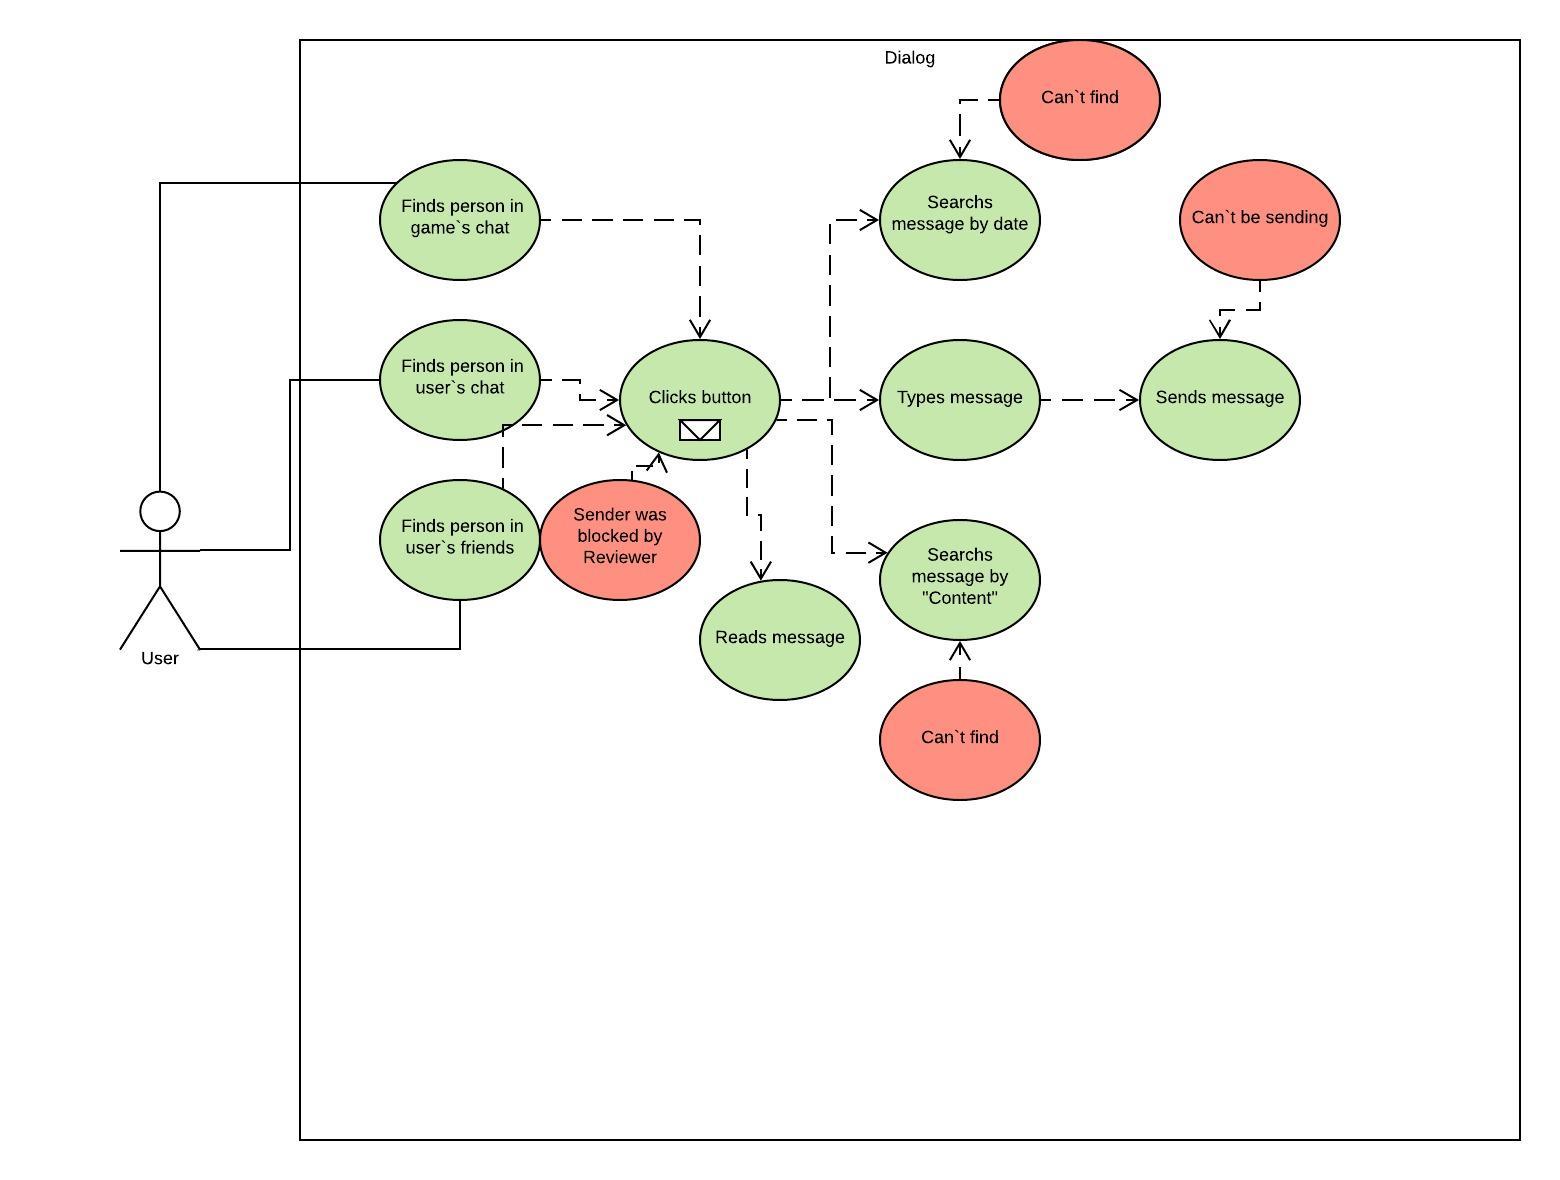 Dialog
Can`t find
Finds person in
game`s chat
Searchs
message by date
Can`t be sending
Finds person in
user`s chat
Clicks button
Types message
Sends message
Finds person in
user`s friends
Sender was
blocked by
Reviewer
Searchs
message by
"Content"
Reads message
User
Can`t find